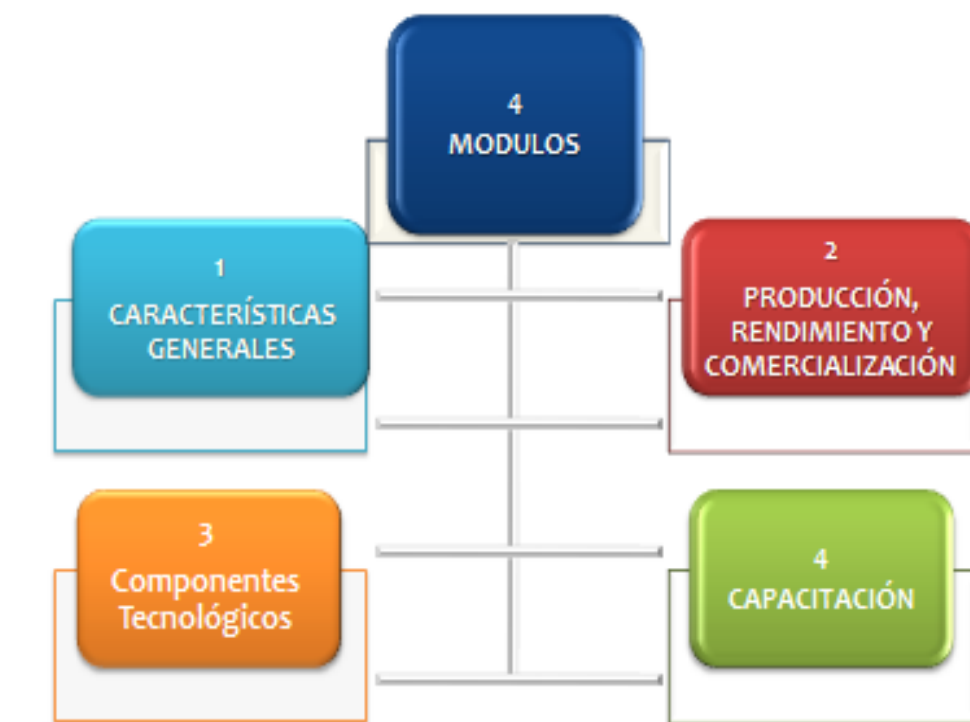 4
MODULOS
1
CARACTERÍSTICAS
GENERALES
2
PRODUCCIÓN,
RENDIMIENTO Y
COMERCIALIZACIÓN
3
Componentes
Tecnológicos
4
CAPACITACIÓN